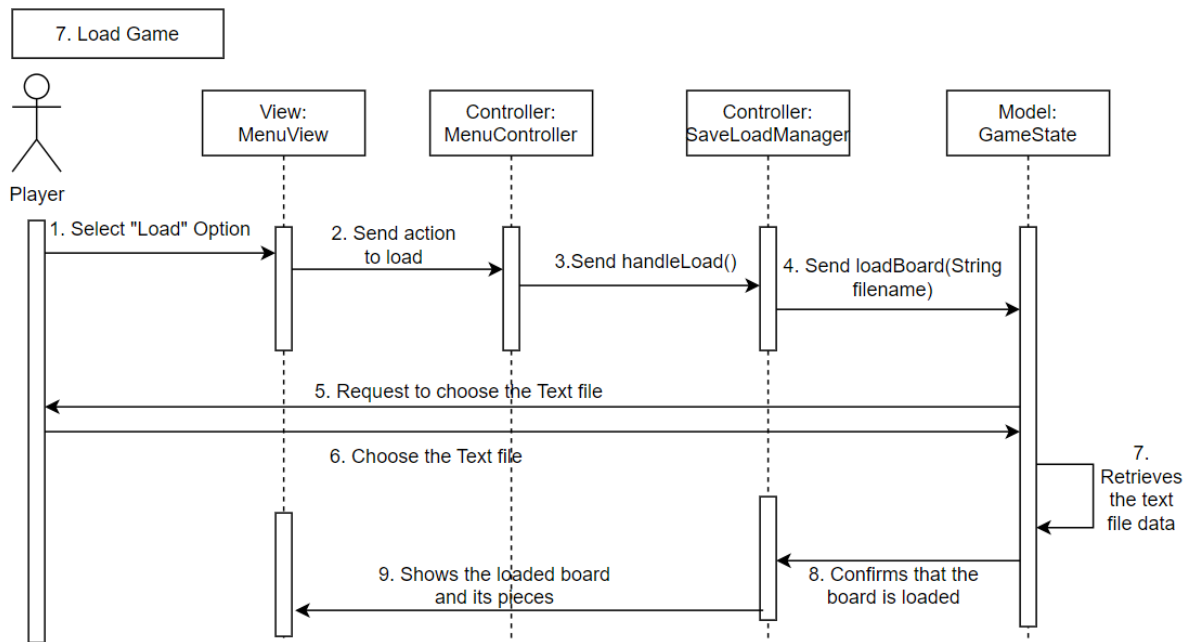 7. Load Game
View:
MenuView
Controller:
MenuController
Controller:
SaveLoadManager
Model:
GameState
Player
1. Select "Load" Option
2. Send action
to load
3.Send handleLoad()
4. Send loadBoard(String
filename)
5. Request to choose the Text file
6. Choose the Text file
7.
Retrieves
the text
file data
8. Confirms that the
board is loaded
9. Shows the loaded board
and its pieces